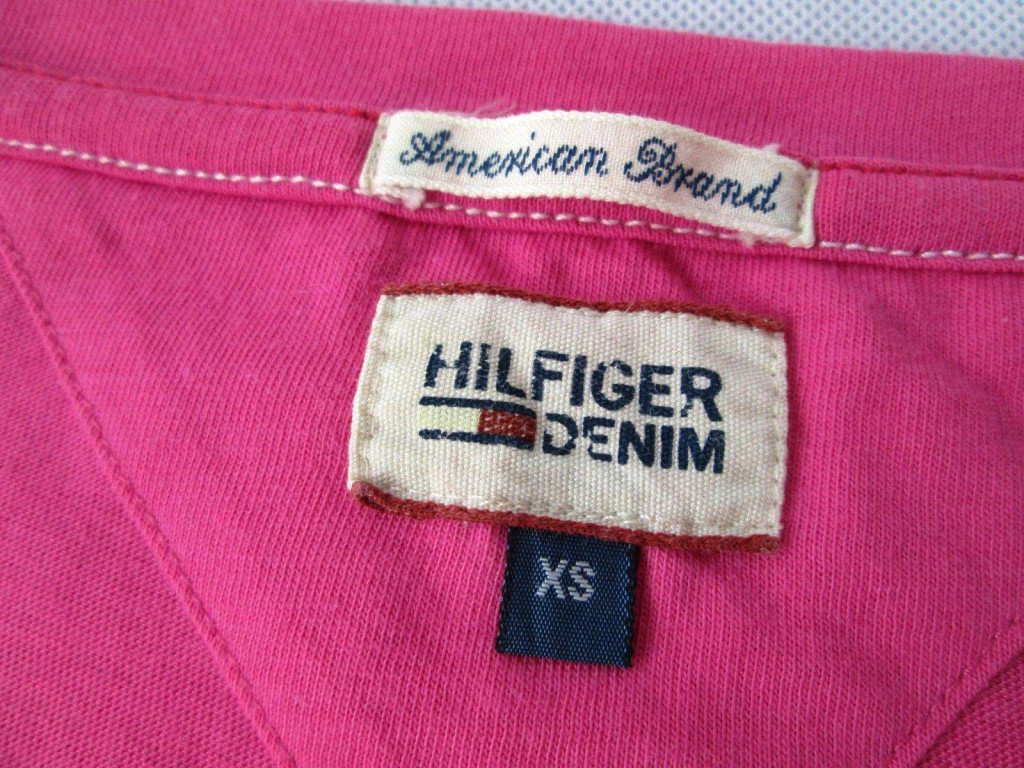 American Brand
HILFIGER
DENIM
XS